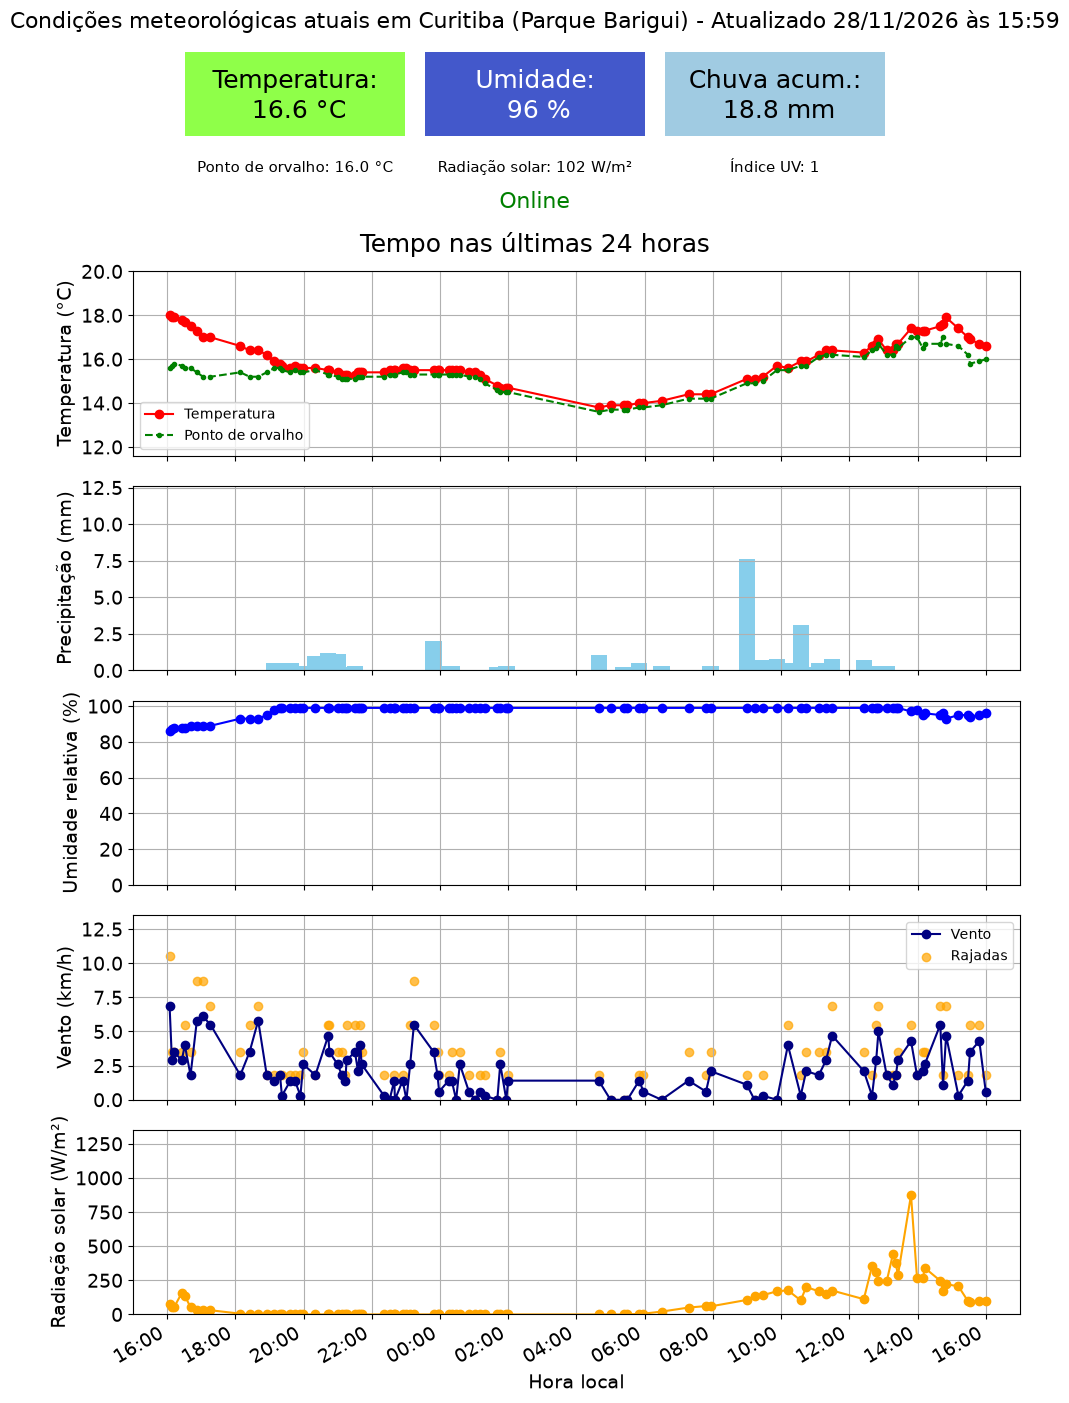 Condições meteorológicas atuais em Curitiba (Parque Barigui) - Atualizado 28/11/2026 às 15:59
Temperatura:
16.6 °C
Umidade:
96 %
Chuva acum.:
18.8 mm
Ponto de orvalho: 16.0 °C
Radiação solar: 102 W/m²
Índice UV: 1
Online
Tempo nas últimas 24 horas
Temperatura (°C)
20.0
18.0
16.0
14.0
12.0
Temperatura
Ponto de orvalho
Precipitação (mm)
12.5
10.0
7.5
5.0
2.5
0.0
Umidade relativa (%)
100
80
60
40
20
0
Vento (km/h)
12.5
10.0
7.5
5.0
2.5
0.0
Vento
Rajadas
Radiação solar (W/m²)
1250
1000
750
500
250
0
16:00
18:00
20:00
22:00
00:00
02:00
04:00
06:00
08:00
10:00
12:00
14:00
16:00
Hora local